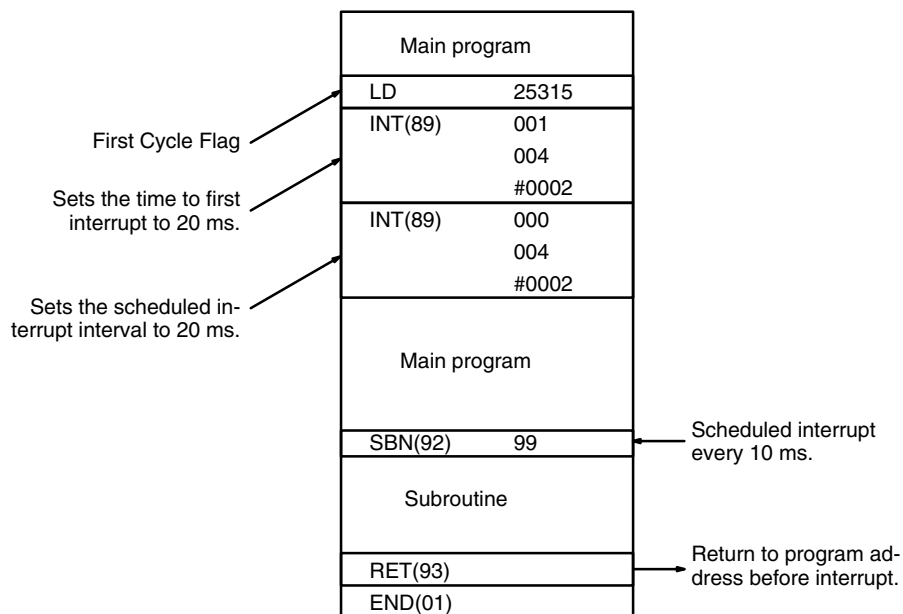 Main program
LD 25315
First Cycle Flag
INT(89) 001
004
#0002
Sets the time to first
interrupt to 20 ms.
INT(89) 000
004
#0002
Sets the scheduled in-
terrupt interval to 20 ms.
Main program
SBN(92) 99
Scheduled interrupt
every 10 ms.
Subroutine
RET(93)
Return to program ad-
dress before interrupt.
END(01)